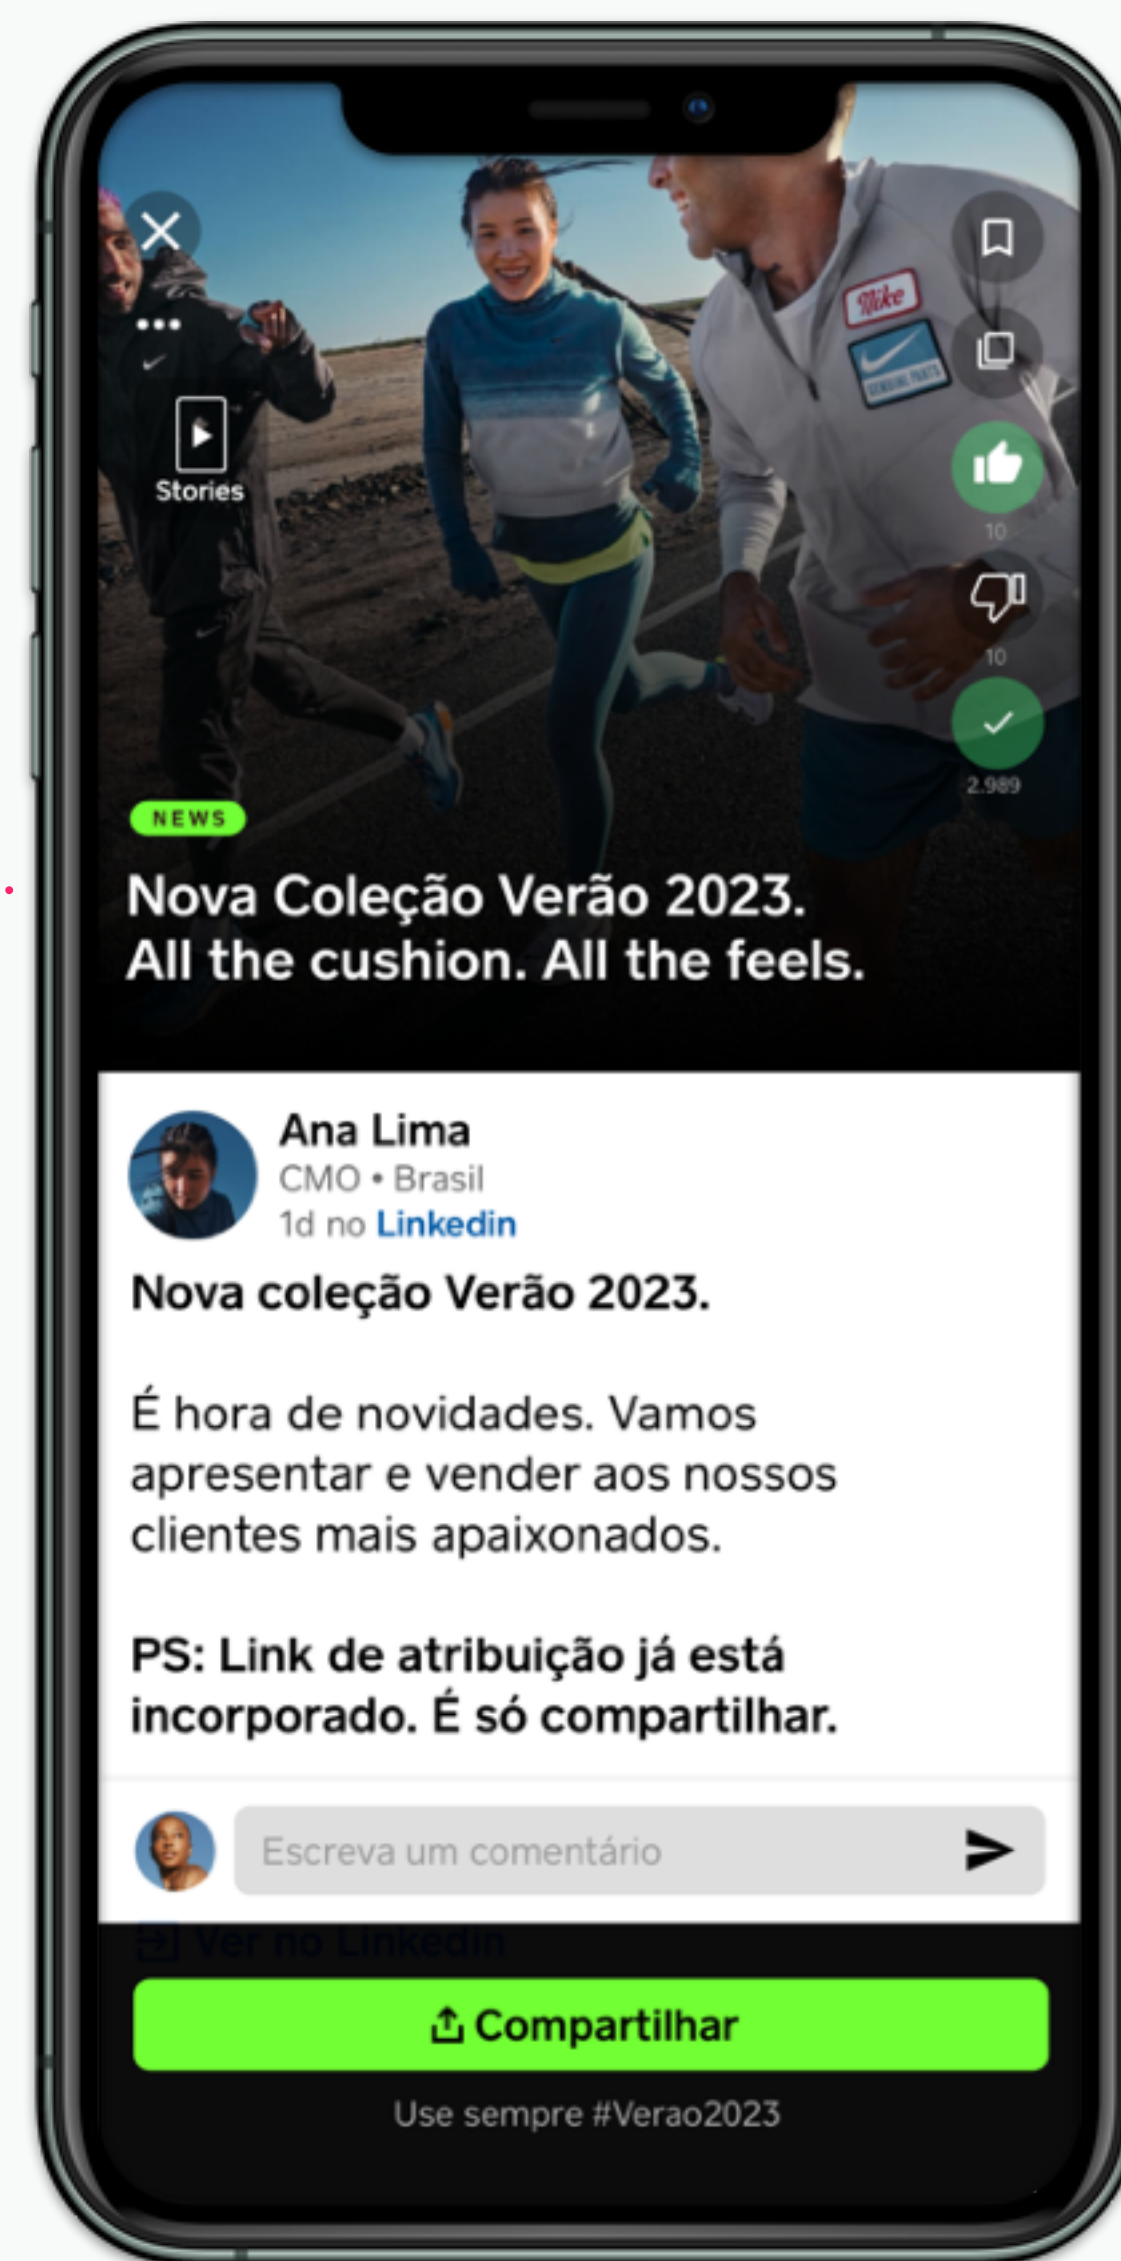 Nike
GENUINE PARTS
Stories
10
10
2.989
NEWS
Nova Coleção Verão 2023.
All the cushion. All the feels.
Ana Lima
CMO • Brasil
1d no Linkedin
Nova coleção Verão 2023.
É hora de novidades. Vamos
apresentar e vender aos nossos
clientes mais apaixonados.
PS: Link de atribuição já está
incorporado. É só compartilhar.
Escreva um comentário
Ver no Linkedin
Compartilhar
Use sempre #Verao2023